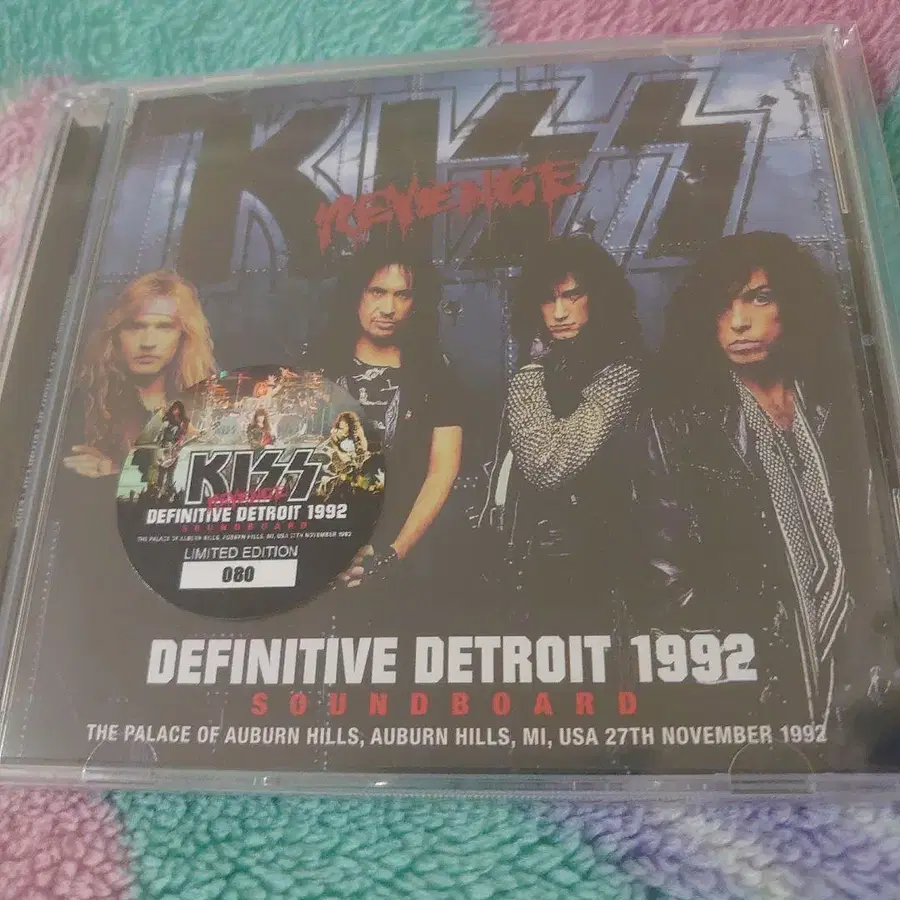 KISS
REVENGE
KISS
REVENGE
DEFINITIVE DETROIT 1992
SOUNDBOARD
THE PALACE OF AUBURN HILLS, AUBURN HILLS, MI, USA 27TH NOVEMBER 1992
LIMITED EDITION
080
DEFINITIVE DETROIT 1992
SOUNDBOARD
THE PALACE OF AUBURN HILLS, AUBURN HILLS, MI, USA 27TH NOVEMBER 1992